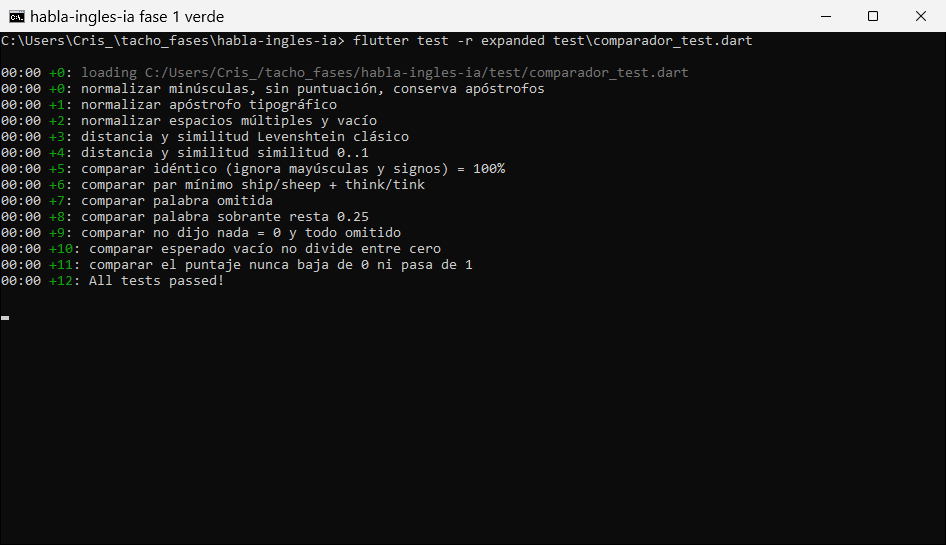 habla-ingles-ia fase 1 verde
C:\Users\Cris_\tacho_fases\habla-ingles-ia> flutter test -r expanded test\comparador_test.dart
00:00 +0: loading C:/Users/Cris_/tacho_fases/habla-ingles-ia/test/comparador_test.dart
00:00 +0: normalizar minúsculas, sin puntuación, conserva apóstrofos
00:00 +1: normalizar apóstrofo tipográfico
00:00 +2: normalizar espacios múltiples y vacío
00:00 +3: distancia y similitud Levenshtein clásico
00:00 +4: distancia y similitud similitud 0..1
00:00 +5: comparar idéntico (ignora mayúsculas y signos) = 100%
00:00 +6: comparar par mínimo ship/sheep + think/tink
00:00 +7: comparar palabra omitida
00:00 +8: comparar palabra sobrante resta 0.25
00:00 +9: comparar no dijo nada = 0 y todo omitido
00:00 +10: comparar esperado vacío no divide entre cero
00:00 +11: comparar el puntaje nunca baja de 0 ni pasa de 1
00:00 +12: All tests passed!